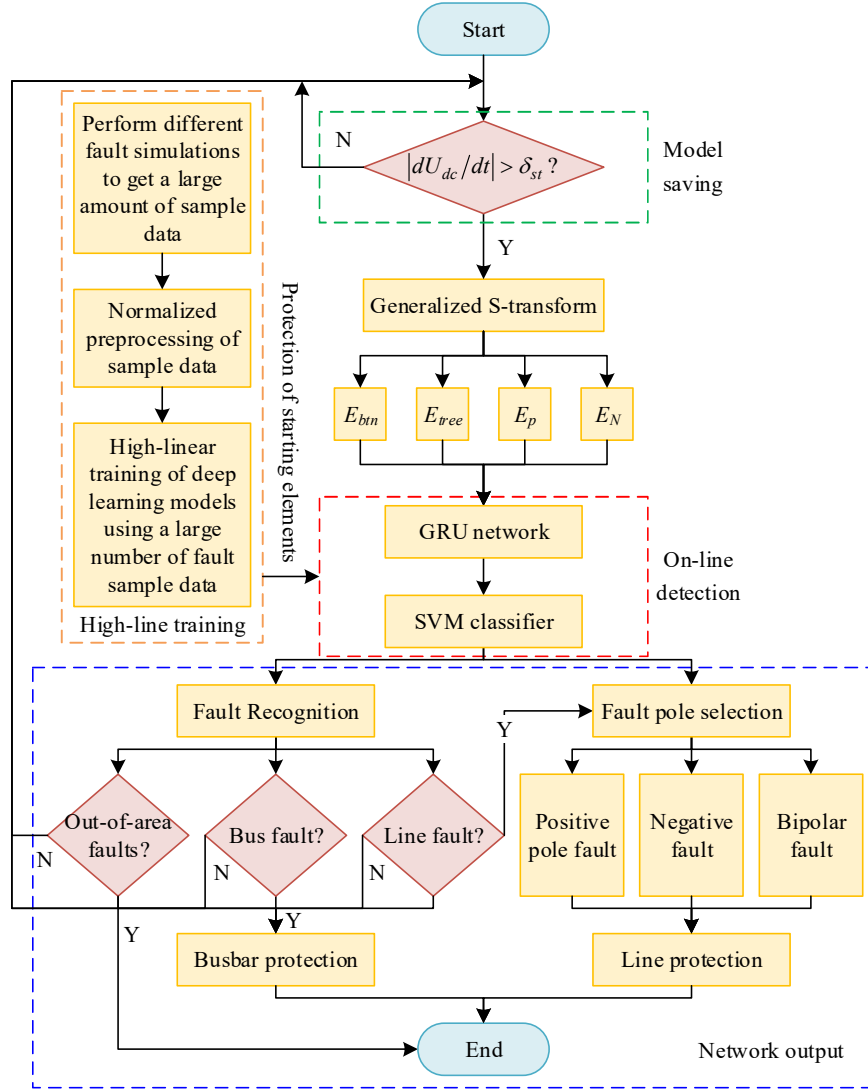 Start
Perform different
fault simulations
to get a large
amount of sample
data
Normalized
preprocessing of
sample data
High-linear
training of deep
learning models
using a large
number of fault
sample data
High-line training
N
|dU_dc/dt| > δ_st ?
Model
saving
Y
Protection of starting elements
Generalized S-transform
E_btn
E_tree
E_p
E_N
GRU network
SVM classifier
On-line
detection
Fault Recognition
Y
Fault pole selection
Out-of-area
faults?
Bus fault?
Line fault?
Positive
pole fault
Negative
fault
Bipolar
fault
N
N
N
Y
Y
Busbar protection
Line protection
End
Network output